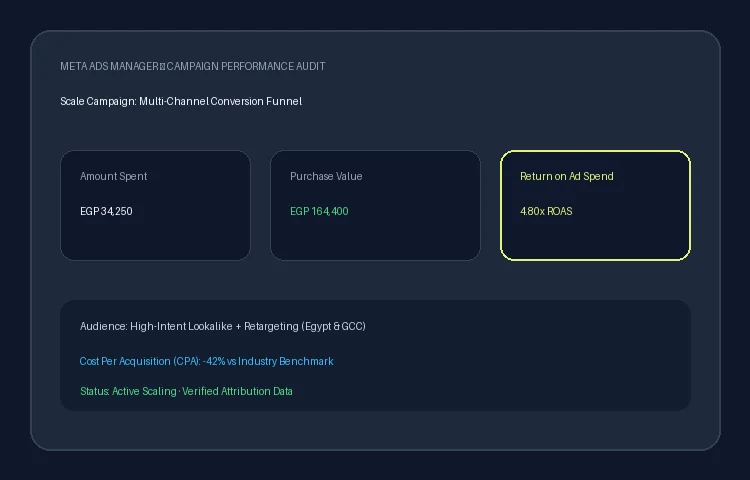 META ADS MANAGER▯CAMPAIGN PERFORMANCE AUDIT
Scale Campaign: Multi-Channel Conversion Funnel
Amount Spent
EGP 34,250
Purchase Value
EGP 164,400
Return on Ad Spend
4.80x ROAS
Audience: High-Intent Lookalike + Retargeting (Egypt & GCC)
Cost Per Acquisition (CPA): -42% vs Industry Benchmark
Status: Active Scaling · Verified Attribution Data